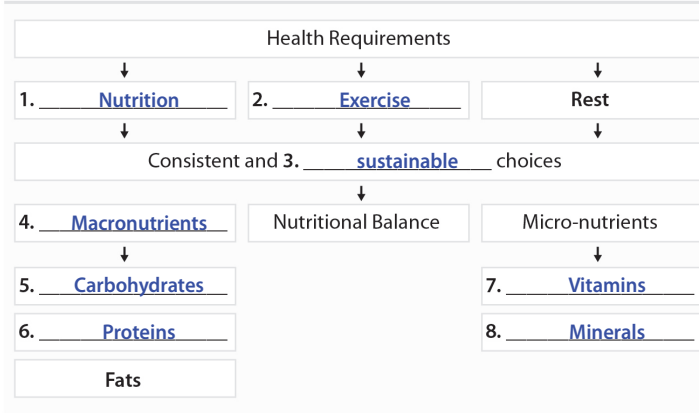 Health Requirements
1. Nutrition
2. Exercise
Rest
Consistent and 3. sustainable choices
4. Macronutrients
Nutritional Balance
Micro-nutrients
5. Carbohydrates
7. Vitamins
6. Proteins
8. Minerals
Fats